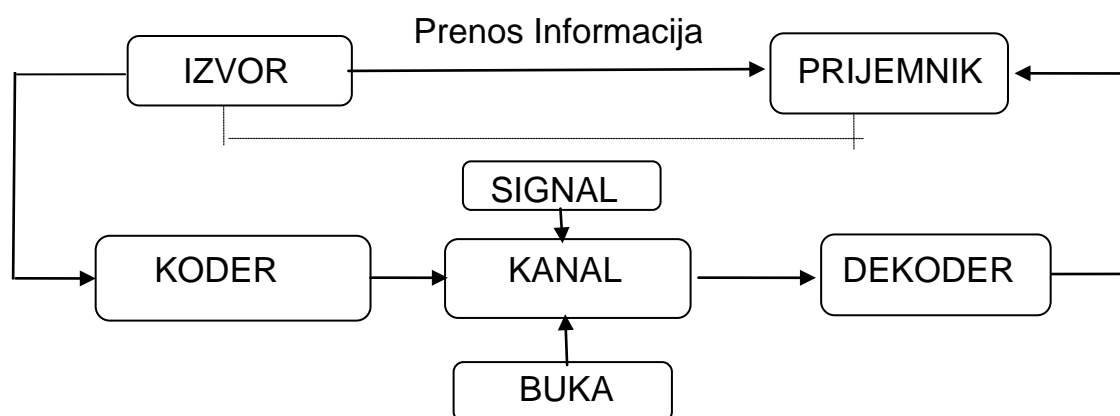 Prenos Informacija
IZVOR
PRIJEMNIK
SIGNAL
KODER
KANAL
DEKODER
BUKA